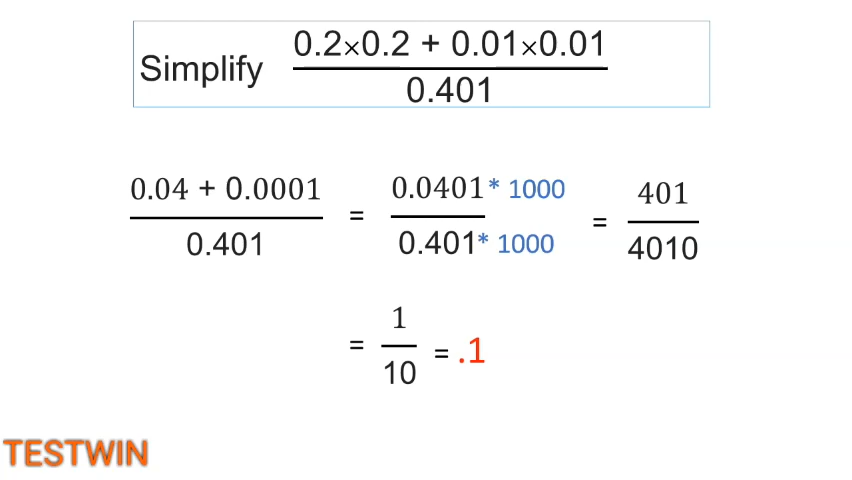 Simplify 0.2×0.2 + 0.01×0.01
0.401
0.04 + 0.0001 = 0.0401* 1000 = 401
0.401 0.401* 1000 4010
= 1 = .1
10
TESTWIN